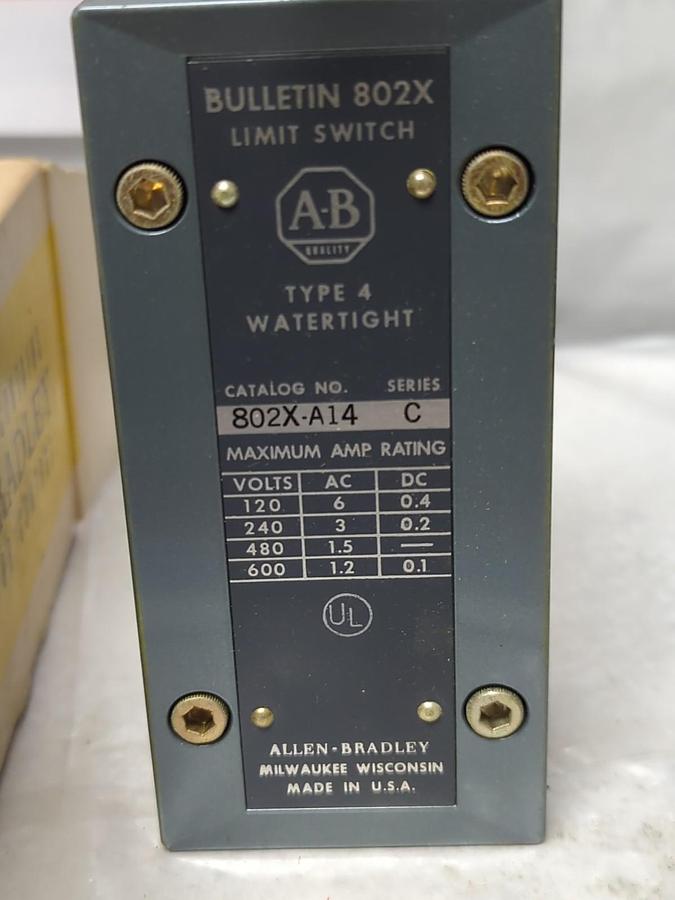 BULLETIN 802X
LIMIT SWITCH
A-B
QUALITY
TYPE 4
WATERTIGHT
CATALOG NO. SERIES
802X-A14 C
MAXIMUM AMP RATING
VOLTS AC DC
120 6 0.4
240 3 0.2
480 1.5 —
600 1.2 0.1
UL
ALLEN-BRADLEY
MILWAUKEE WISCONSIN
MADE IN U.S.A.